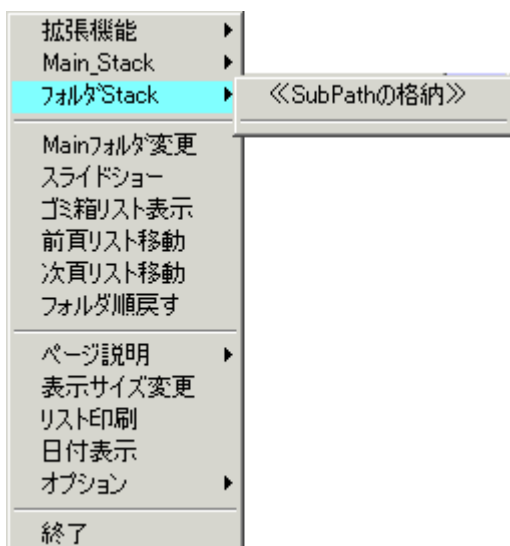 拡張機能
Main_Stack
ﾌｫﾙﾀﾞStack
≪SubPathの格納≫
Mainﾌｫﾙﾀﾞ変更
スライドショー
ゴミ箱リスト表示
前頁リスト移動
次頁リスト移動
フォルダ順戻す
ページ説明
表示サイズ変更
リスト印刷
日付表示
オプション
終了